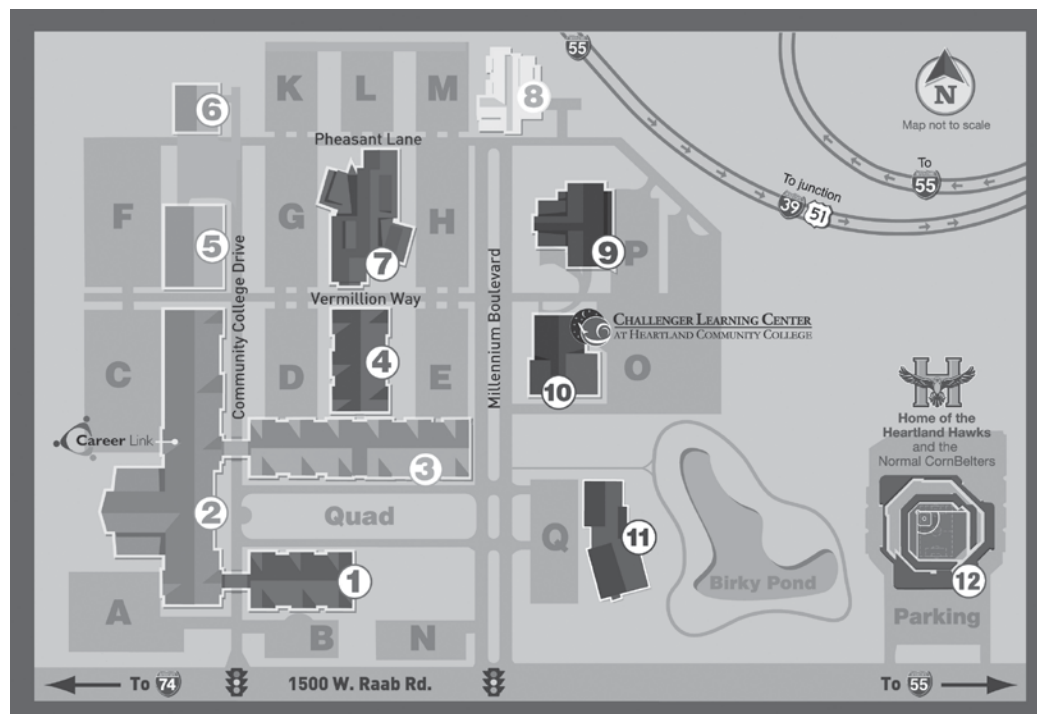 55
K
L
M
8
N
Map not to scale
6
Pheasant Lane
To
55
To junction
39
51
F
5
G
7
H
9
P
Community College Drive
Vermillion Way
Millennium Boulevard
CHALLENGER LEARNING CENTER
AT HEARTLAND COMMUNITY COLLEGE
C
D
4
E
10
O
H
Home of the
Heartland Hawks
and the
Normal CornBelters
Career Link
3
2
Quad
Q
11
1
Birky Pond
12
A
B
N
Parking
To 74
1500 W. Raab Rd.
To 55